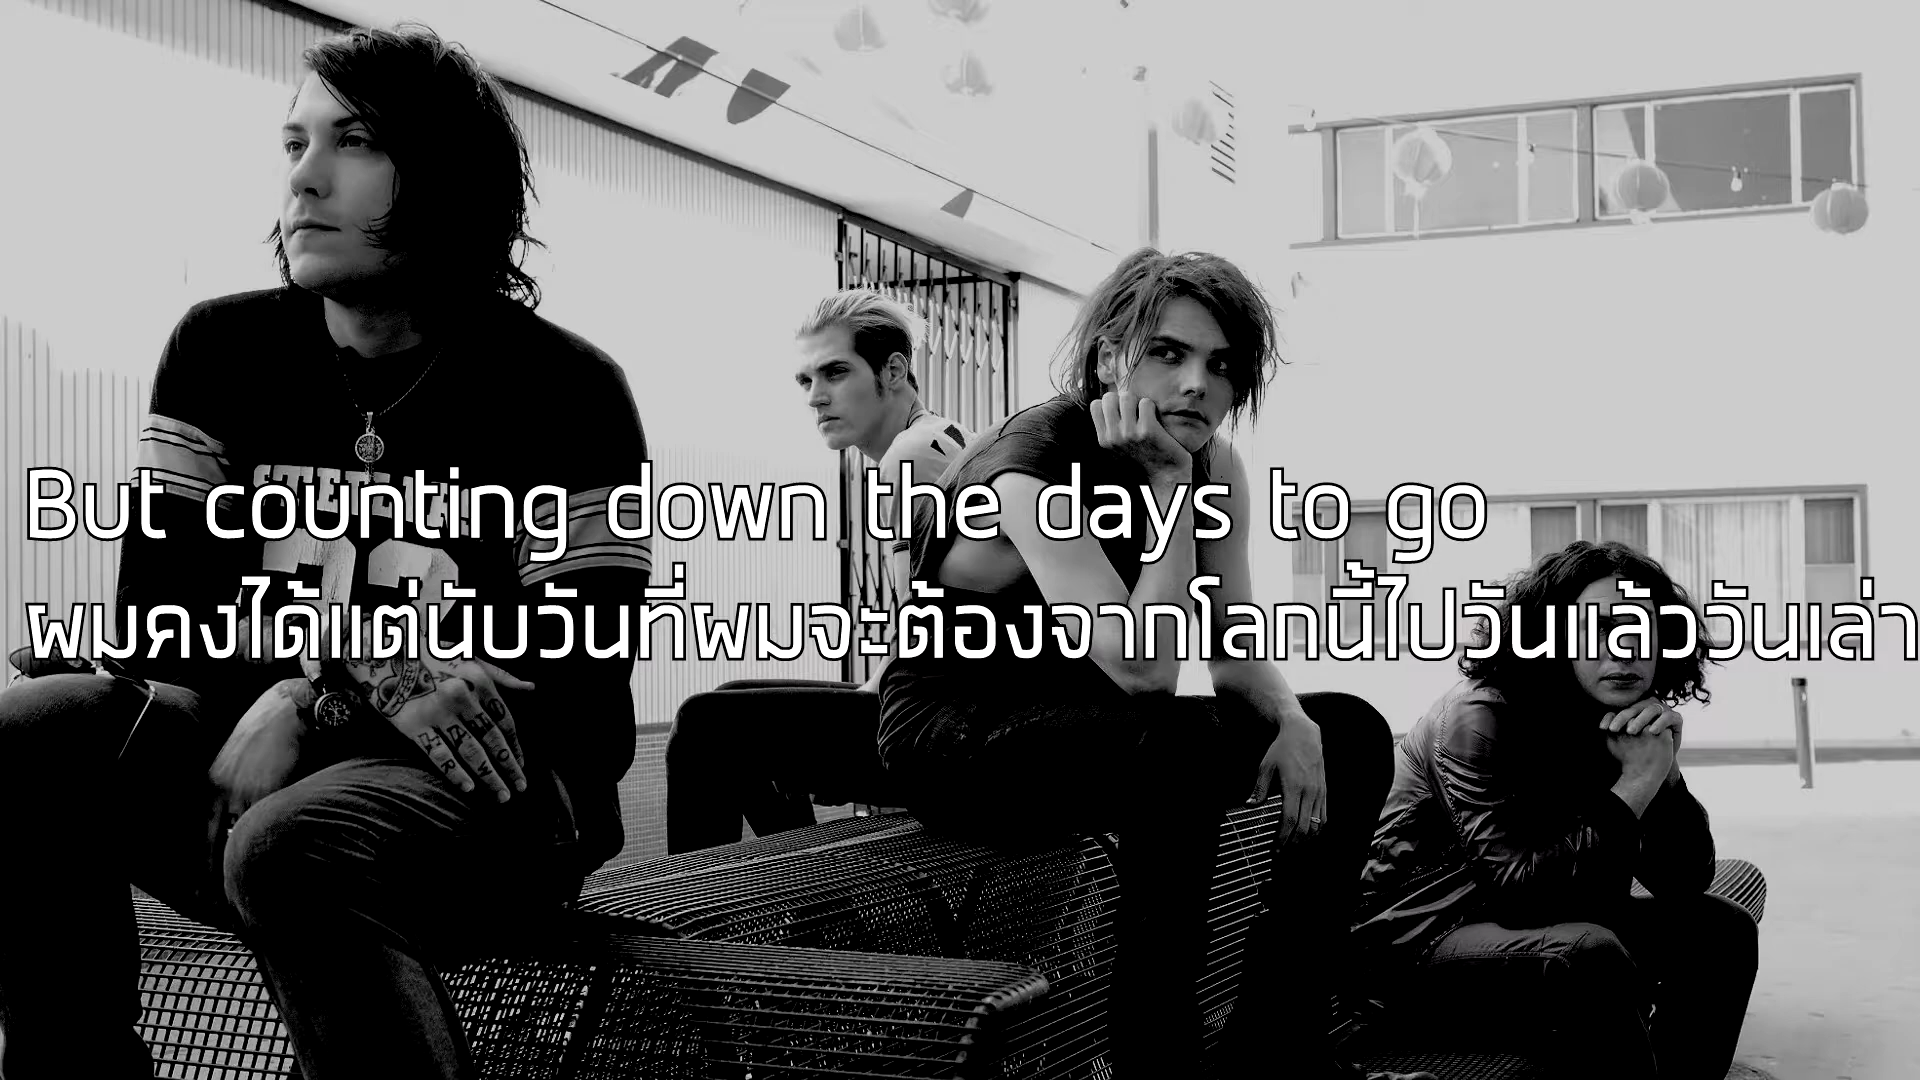 But counting down the days to go
ผมคงได้แต่นับวันที่ผมจะต้องจากโลกนี้ไปวันแล้ววันเล่า